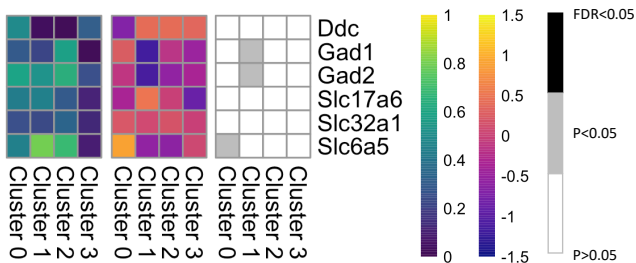 Ddc
Gad1
Gad2
Slc17a6
Slc32a1
Slc6a5
Cluster 0
Cluster 1
Cluster 2
Cluster 3
Cluster 0
Cluster 1
Cluster 2
Cluster 3
Cluster 0
Cluster 1
Cluster 2
Cluster 3
1
0.8
0.6
0.4
0.2
0
1.5
1
0.5
0
-0.5
-1
-1.5
FDR<0.05
P<0.05
P>0.05